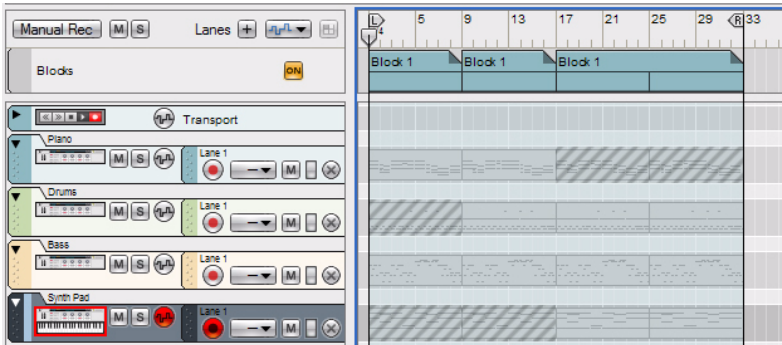 Manual Rec M S Lanes +
L 5 9 13 17 21 25 29 R 33
4
Blocks ON
Block 1 Block 1 Block 1
Transport
Piano
M S Lane 1 M
Drums
M S Lane 1 M
Bass
M S Lane 1 M
Synth Pad
M S Lane 1 M